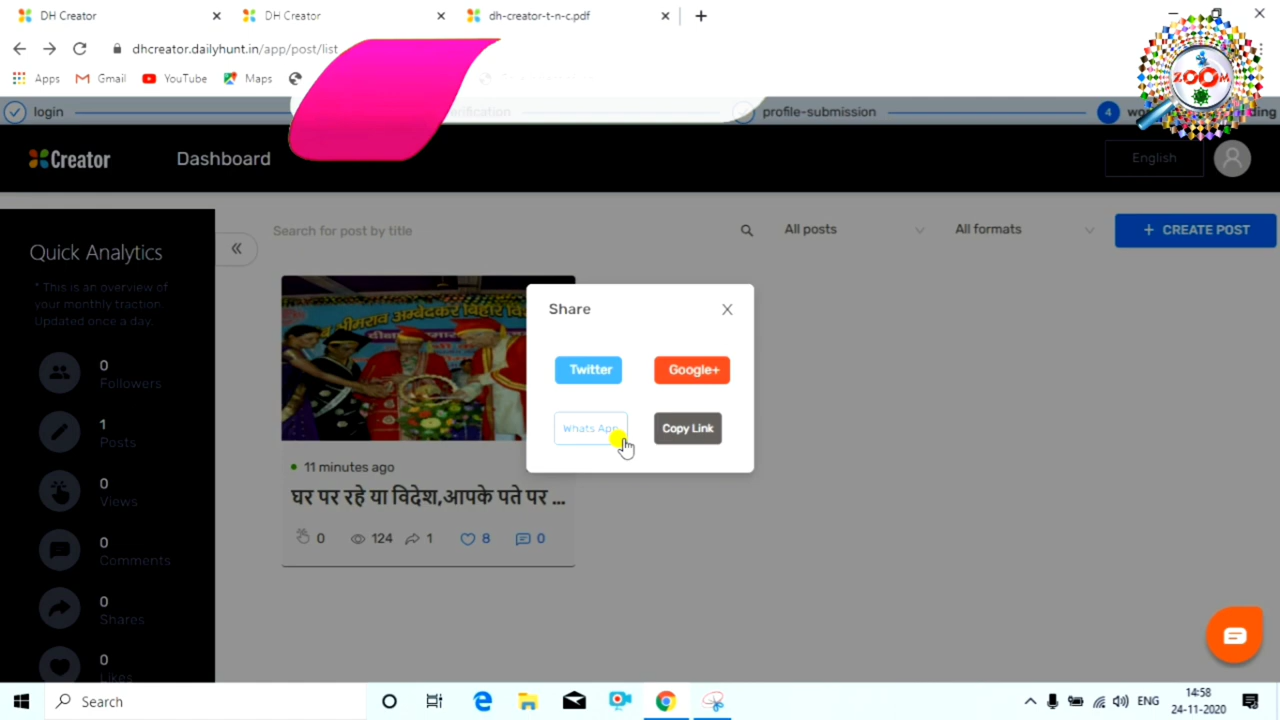 DH Creator
DH Creator
dh-creator-t-n-c.pdf
dhcreator.dailyhunt.in/app/post/list
Apps
Gmail
YouTube
Maps
login
profile-submission
4
ZOOM
Creator
Dashboard
English
Quick Analytics
* This is an overview of
your monthly traction.
Updated once a day.
Search for post by title
All posts
All formats
+ CREATE POST
0
Followers
1
Posts
0
Views
0
Comments
0
Shares
0
Likes
11 minutes ago
घर पर रहे या विदेश,आपके पते पर ...
0 124 1 8 0
Share
Twitter
Google+
Whats App
Copy Link
Search
ENG
14:58
24-11-2020